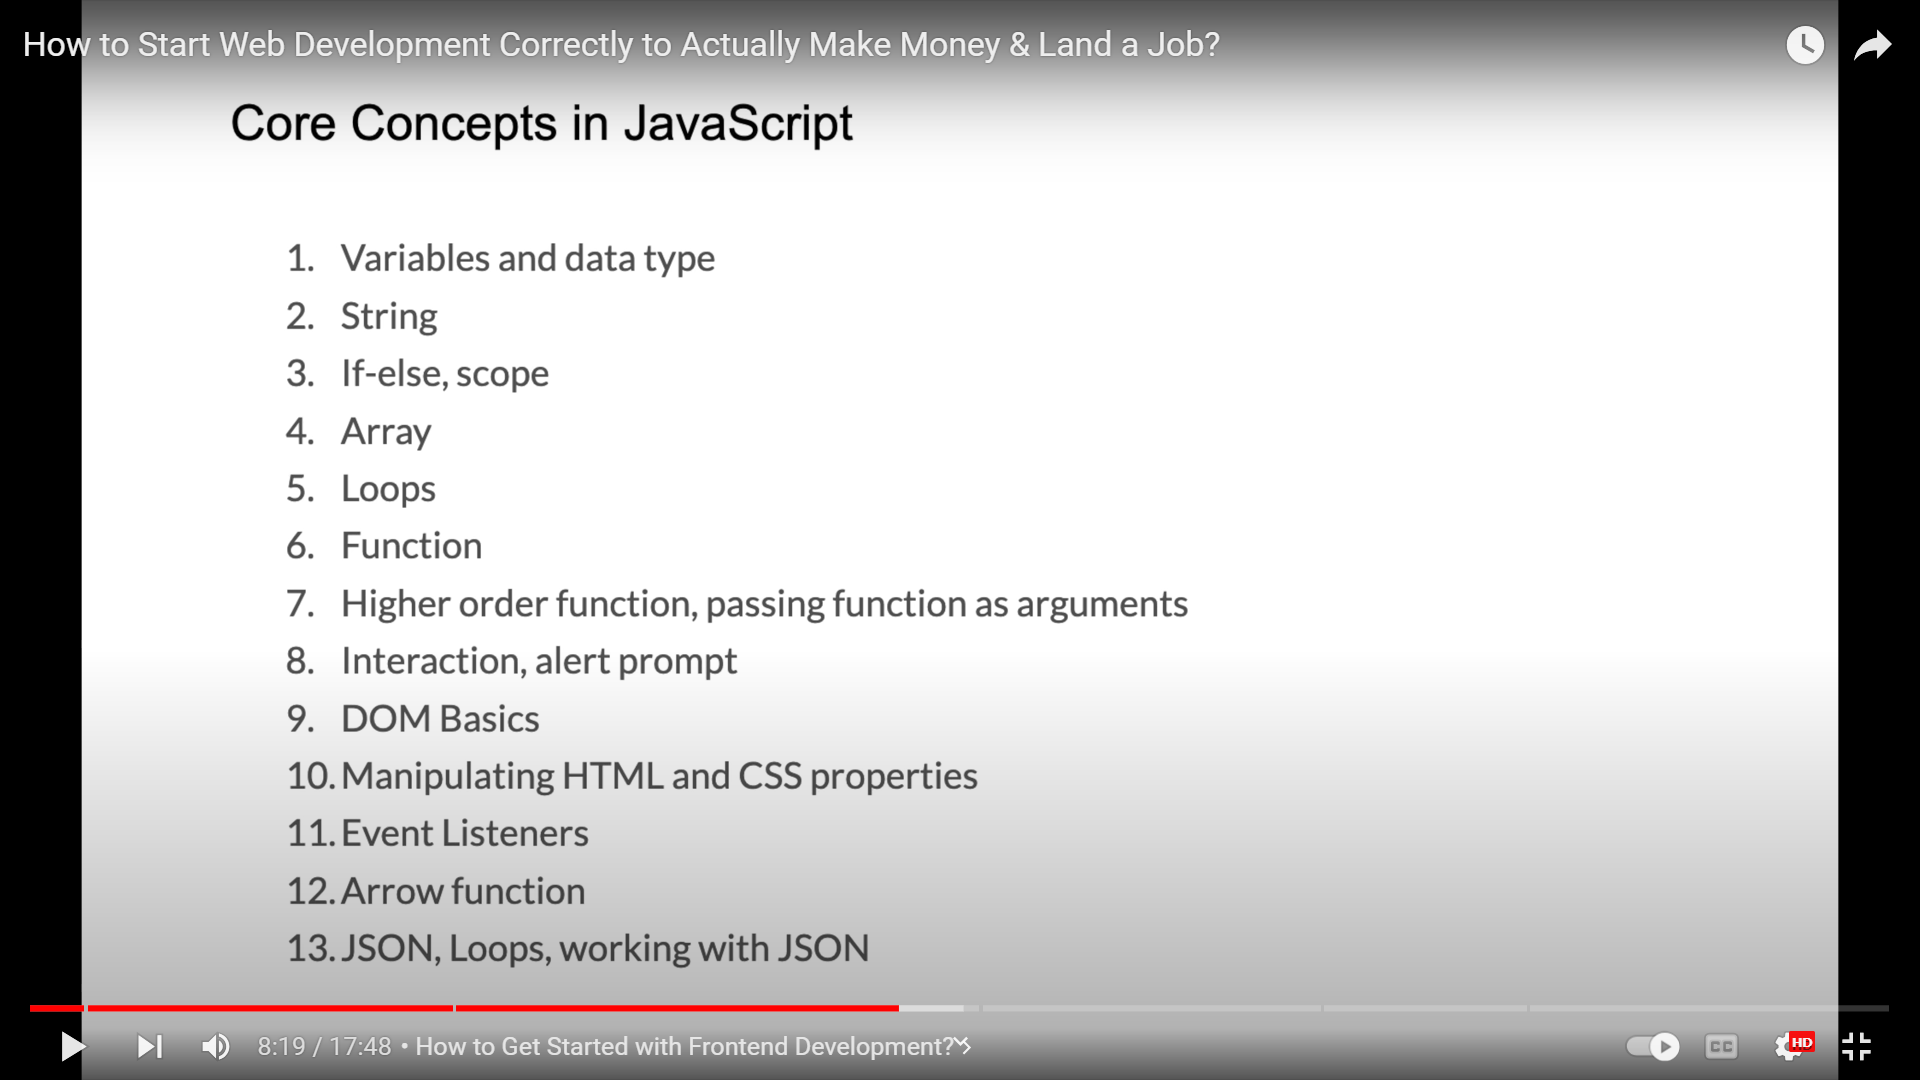 How to Start Web Development Correctly to Actually Make Money & Land a Job?
Core Concepts in JavaScript
1. Variables and data type
2. String
3. If-else, scope
4. Array
5. Loops
6. Function
7. Higher order function, passing function as arguments
8. Interaction, alert prompt
9. DOM Basics
10. Manipulating HTML and CSS properties
11. Event Listeners
12. Arrow function
13. JSON, Loops, working with JSON
8:19 / 17:48 • How to Get Started with Frontend Development?
CC
HD